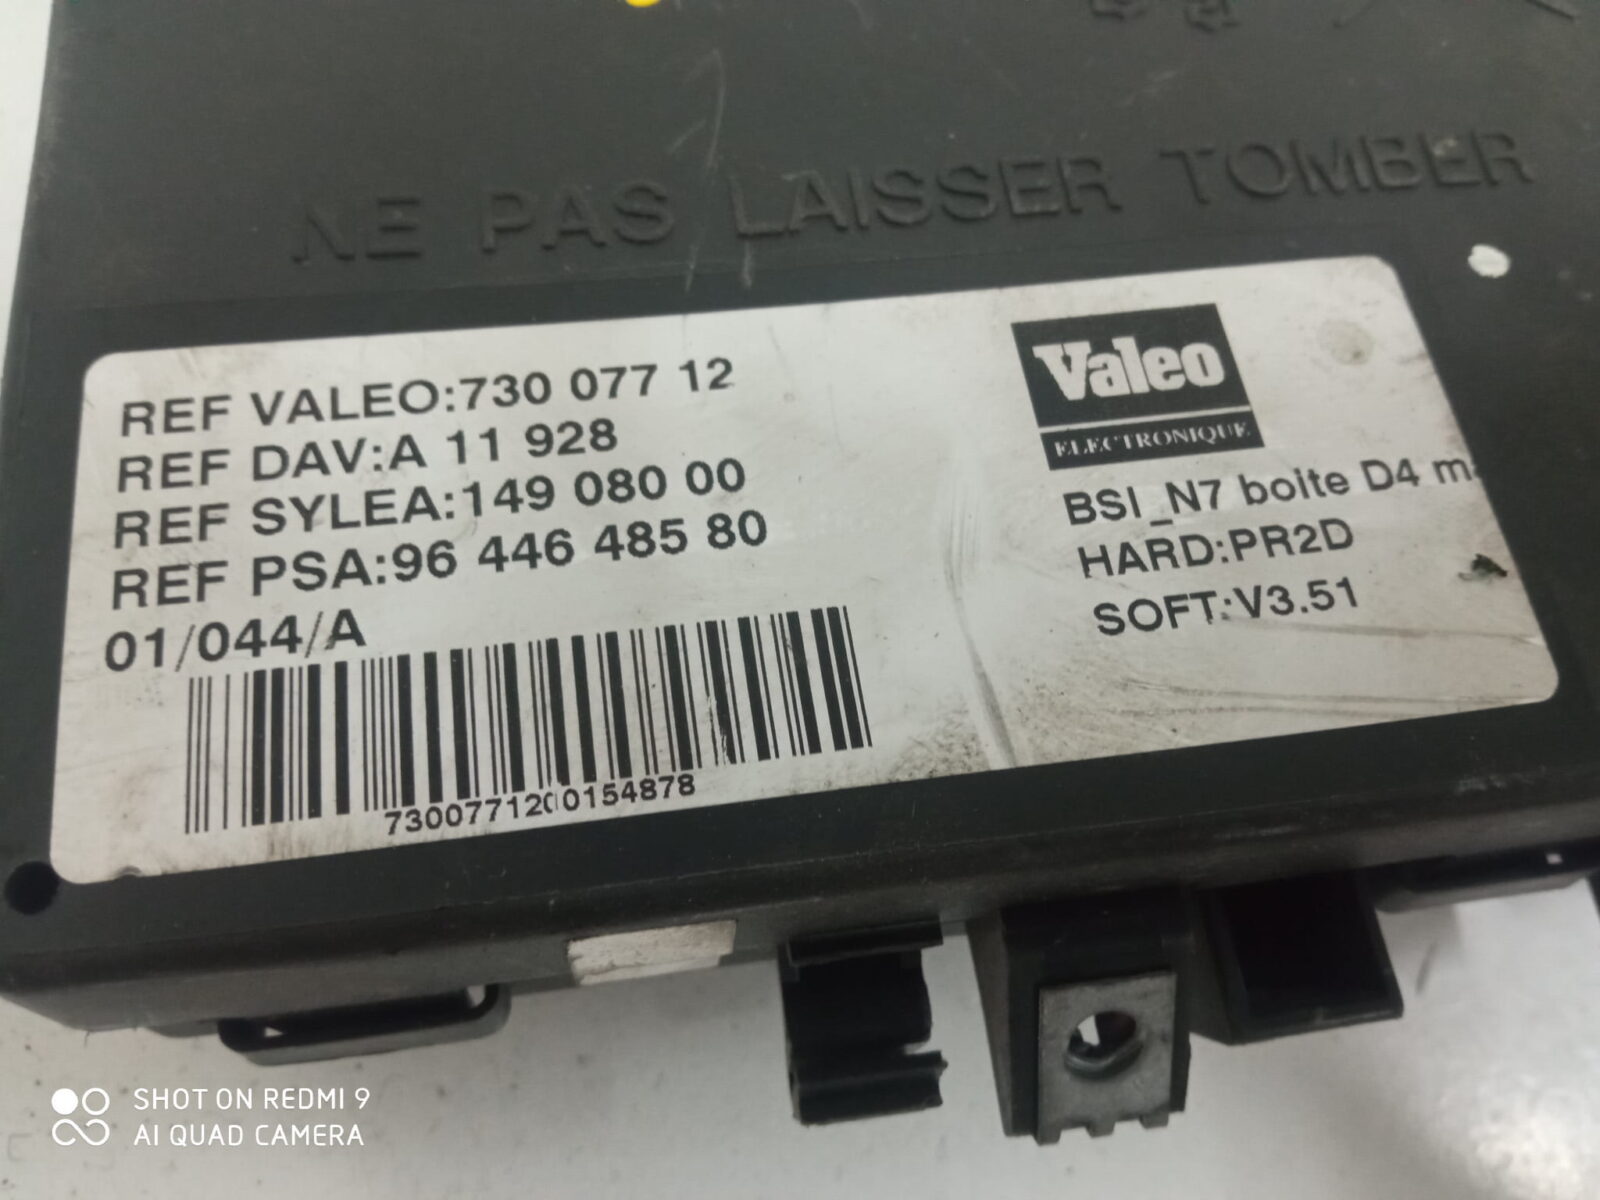 NE PAS LAISSER TOMBER
REF VALEO:730 077 12
REF DAV:A 11 928
REF SYLEA:149 080 00
REF PSA:96 446 485 80
01/044/A
7300771200154878
Valeo
ELECTRONIQUE
BSI_N7 boite D4 ma
HARD:PR2D
SOFT:V3.51
SHOT ON REDMI 9
AI QUAD CAMERA